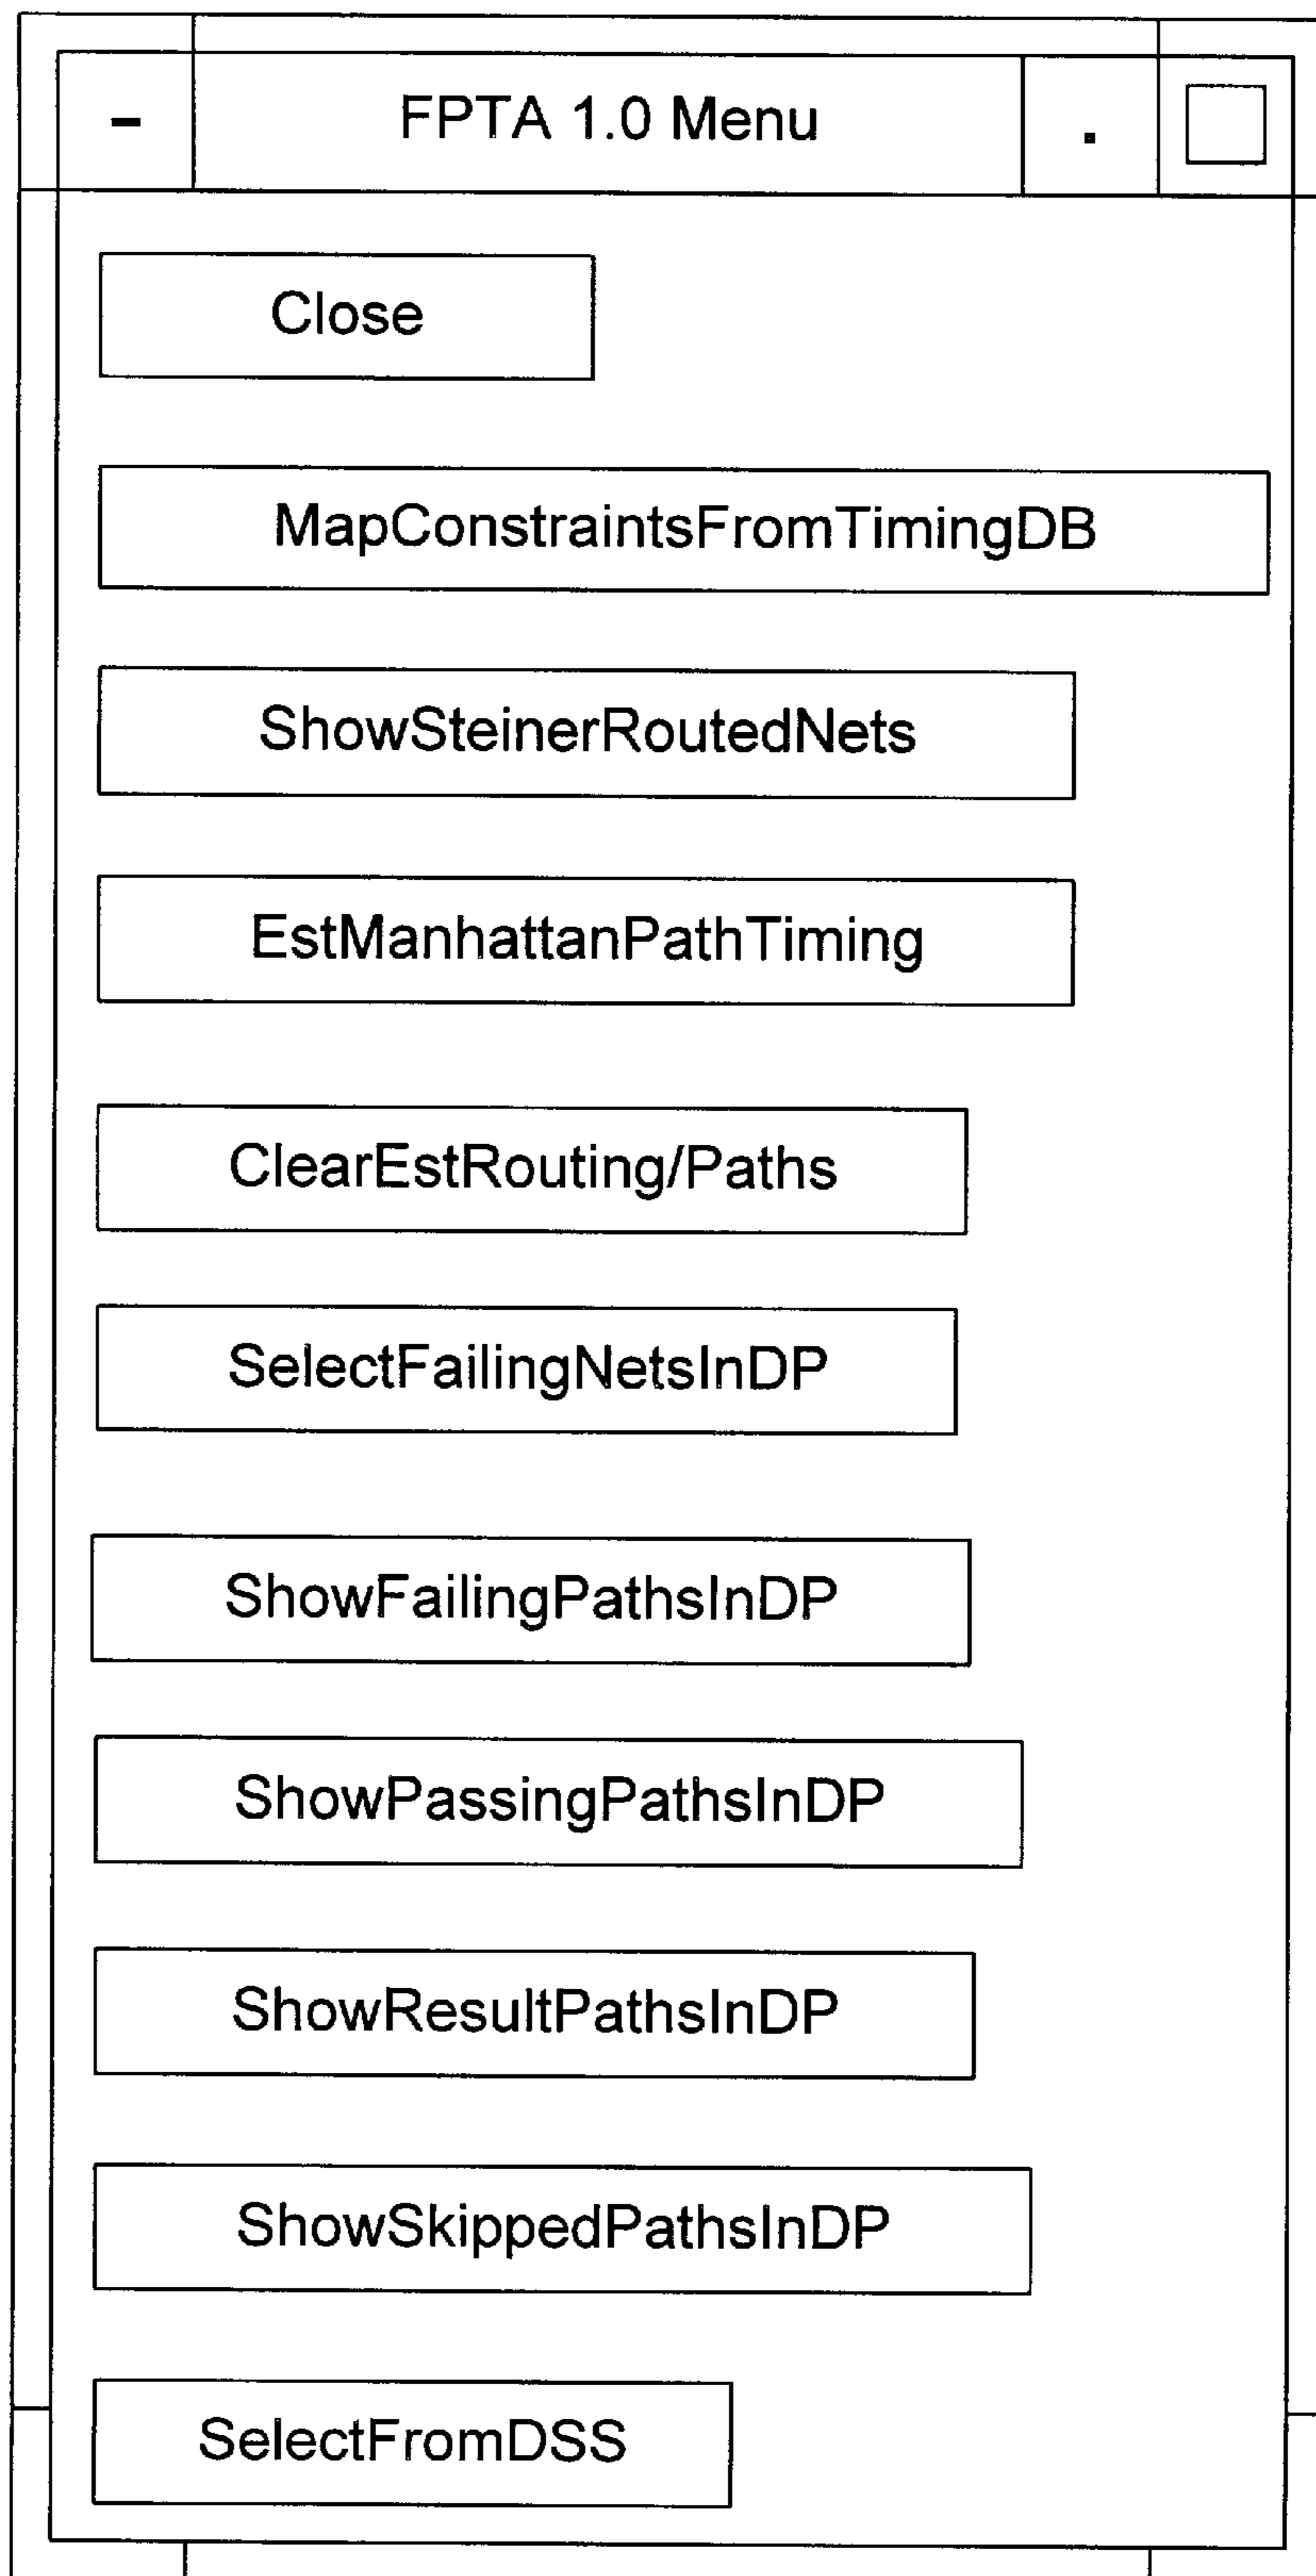 - FPTA 1.0 Menu .
Close
MapConstraintsFromTimingDB
ShowSteinerRoutedNets
EstManhattanPathTiming
ClearEstRouting/Paths
SelectFailingNetsInDP
ShowFailingPathsInDP
ShowPassingPathsInDP
ShowResultPathsInDP
ShowSkippedPathsInDP
SelectFromDSS